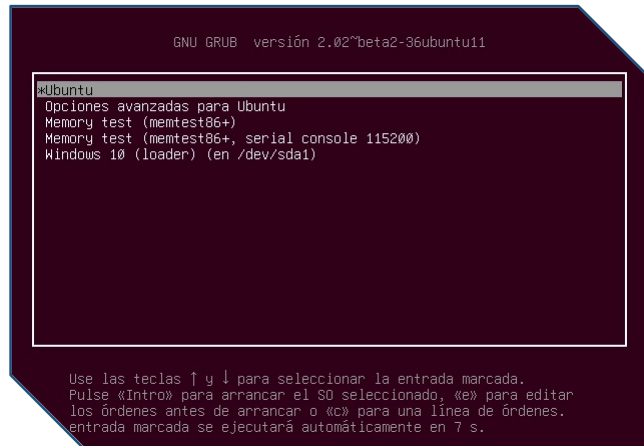 GNU GRUB versión 2.02~beta2-36ubuntu11
*Ubuntu
Opciones avanzadas para Ubuntu
Memory test (memtest86+)
Memory test (memtest86+, serial console 115200)
Windows 10 (loader) (en /dev/sda1)
Use las teclas ↑ y ↓ para seleccionar la entrada marcada.
Pulse «Intro» para arrancar el SO seleccionado, «e» para editar
los órdenes antes de arrancar o «c» para una línea de órdenes.
entrada marcada se ejecutará automáticamente en 7 s.